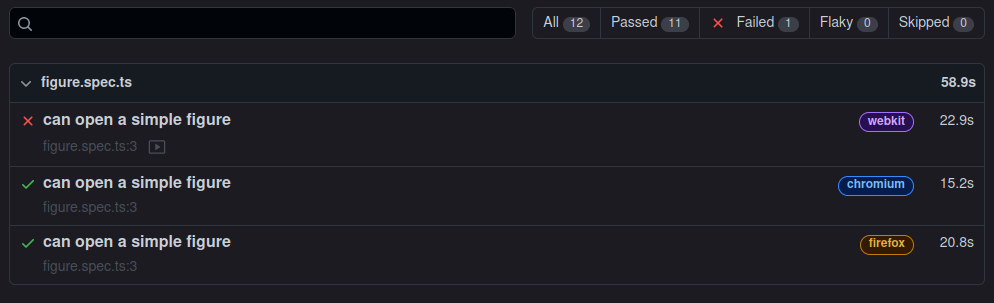 All 12 Passed 11 Failed 1 Flaky 0 Skipped 0
figure.spec.ts 58.9s
can open a simple figure webkit 22.9s
figure.spec.ts:3
can open a simple figure chromium 15.2s
figure.spec.ts:3
can open a simple figure firefox 20.8s
figure.spec.ts:3